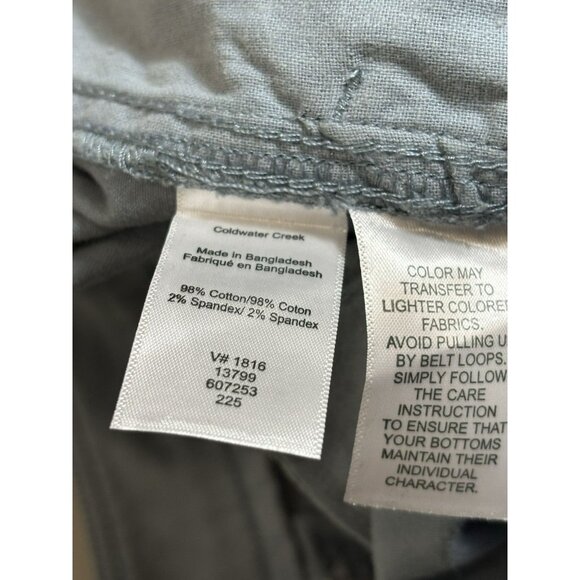 Coldwater Creek
Made in Bangladesh
Fabriqué en Bangladesh
98% Cotton/98% Coton
2% Spandex/ 2% Spandex
V# 1816
13799
607253
225
COLOR MAY
TRANSFER TO
LIGHTER COLORED
FABRICS.
AVOID PULLING U
BY BELT LOOPS.
SIMPLY FOLLOW
THE CARE
INSTRUCTION
TO ENSURE THAT
YOUR BOTTOMS
MAINTAIN THEIR
INDIVIDUAL
CHARACTER.